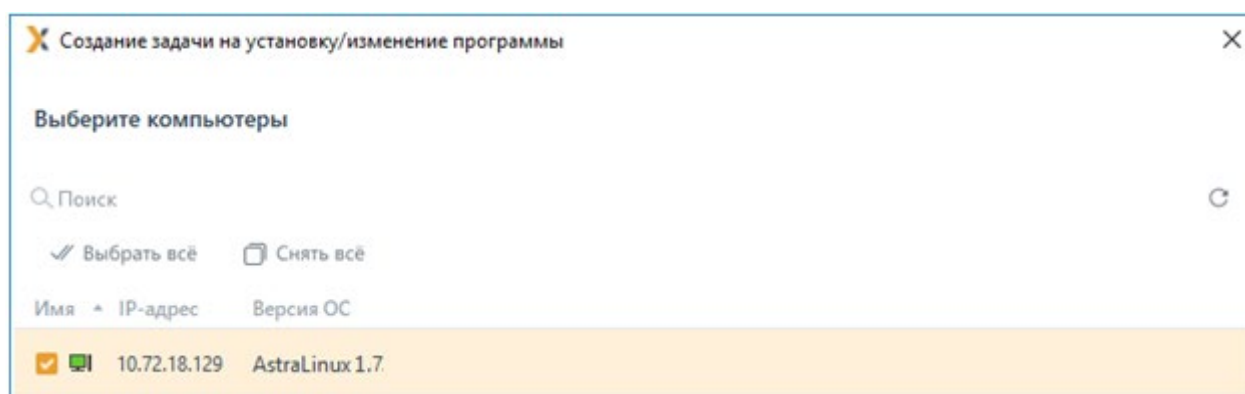 Создание задачи на установку/изменение программы
Выберите компьютеры
Поиск
Выбрать всё Снять всё
Имя IP-адрес Версия ОС
10.72.18.129 AstraLinux 1.7